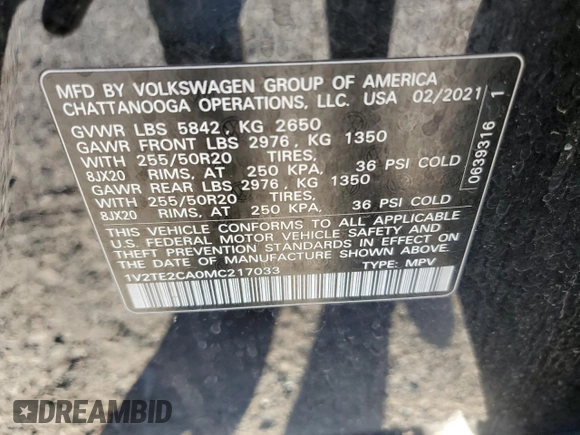 MFD BY VOLKSWAGEN GROUP OF AMERICA
CHATTANOOGA OPERATIONS, LLC. USA 02/2021
GVWR LBS 5842, KG 2650
GAWR FRONT LBS 2976, KG 1350
WITH 255/50R20 TIRES,
8JX20 RIMS, AT 250 KPA, 36 PSI COLD
GAWR REAR LBS 2976, KG 1350
WITH 255/50R20 TIRES,
8JX20 RIMS, AT 250 KPA, 36 PSI COLD
THIS VEHICLE CONFORMS TO ALL APPLICABLE
U.S. FEDERAL MOTOR VEHICLE SAFETY AND
THEFT PREVENTION STANDARDS IN EFFECT
ON THE DATE OF MANUFACTURE SHOWN ABOVE.
1V2TE2CA0MC217033 TYPE: MPV
0639316 1
DREAMBID